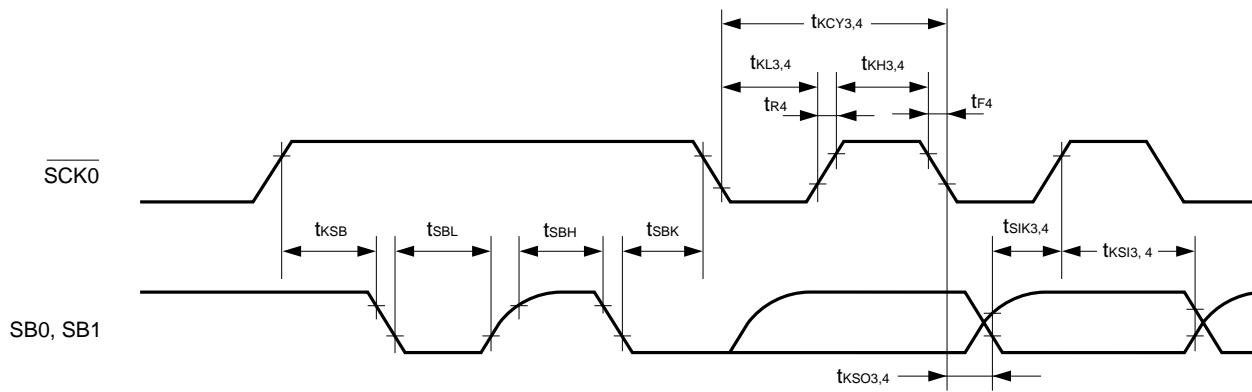 tKCY3,4
tKL3,4
tKH3,4
tR4
tF4
SCK0
tKSB
tSBL
tSBH
tSBK
tSIK3,4
tKSI3, 4
SB0, SB1
tKSO3,4